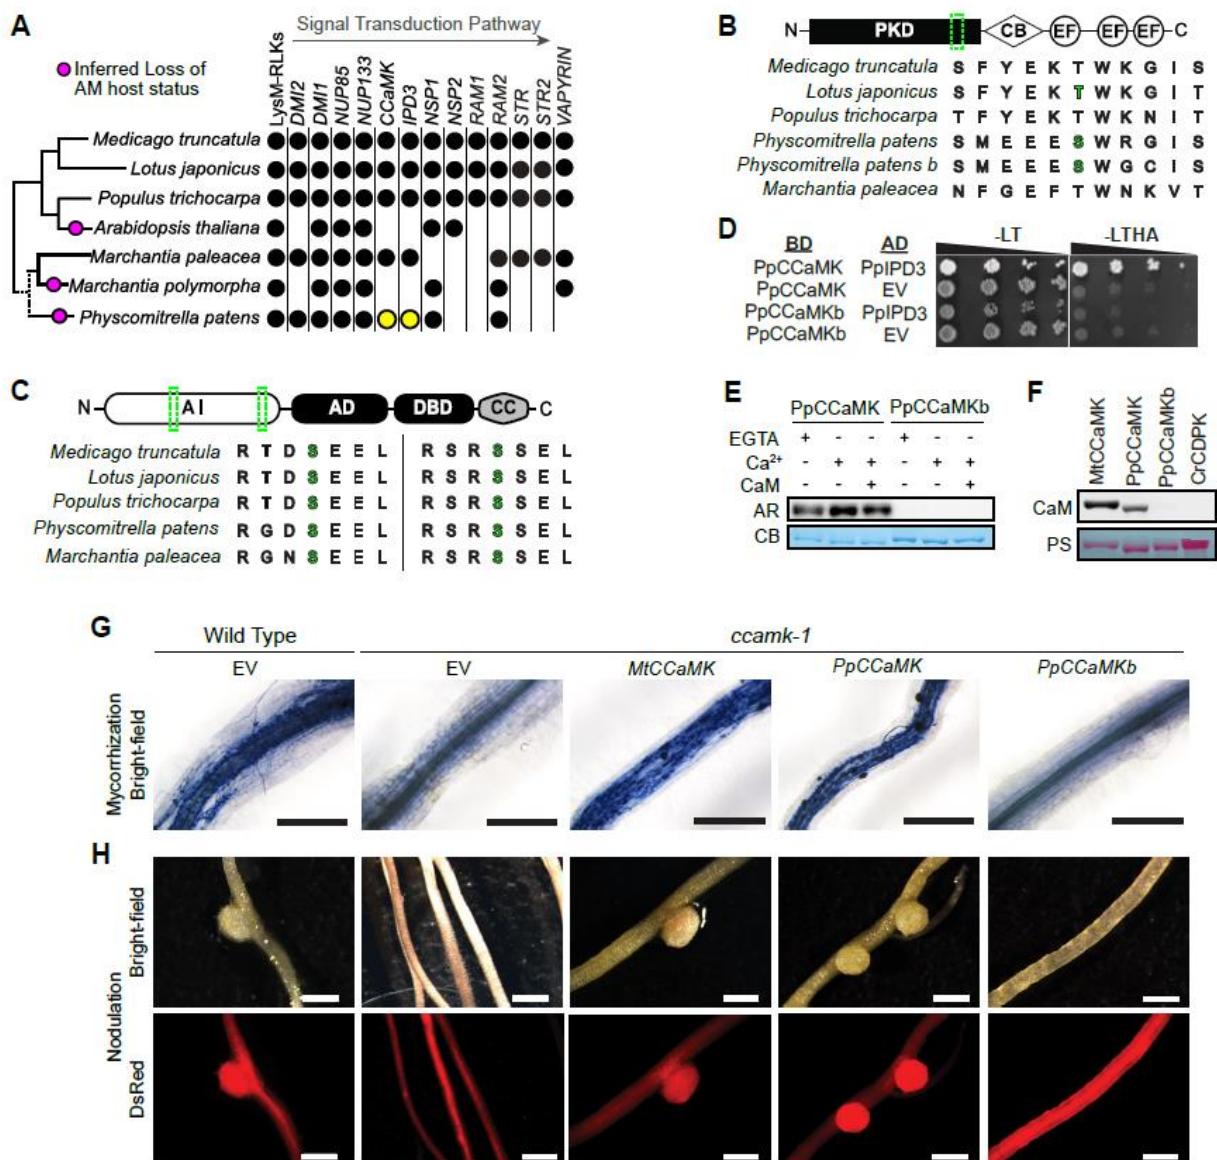 A
Signal Transduction Pathway
Inferred Loss of
AM host status
LysM-RLKs
DMI2
DMI1
NUP85
NUP133
CCaMK
IPD3
NSP1
NSP2
RAM1
RAM2
STR
STR2
VAPYRIN
Medicago truncatula
Lotus japonicus
Populus trichocarpa
Arabidopsis thaliana
Marchantia paleacea
Marchantia polymorpha
Physcomitrella patens
B
N PKD CB EF EF EF C
Medicago truncatula S F Y E K T W K G I S
Lotus japonicus S F Y E K T W K G I T
Populus trichocarpa T F Y E K T W K N I T
Physcomitrella patens S M E E E S W R G I S
Physcomitrella patens b S M E E E S W G C I S
Marchantia paleacea N F G E F T W N K V T
C
N A I AD DBD CC C
Medicago truncatula R T D S E E L R S R S S E L
Lotus japonicus R T D S E E L R S R S S E L
Populus trichocarpa R T D S E E L R S R S S E L
Physcomitrella patens R G D S E E L R S R S S E L
Marchantia paleacea R G N S E E L R S R S S E L
D
BD AD -LT -LTHA
PpCCaMK PpIPD3
PpCCaMK EV
PpCCaMKb PpIPD3
PpCCaMKb EV
E
PpCCaMK PpCCaMKb
EGTA + - - + - -
Ca2+ - + + - + +
CaM - - + - - +
AR
CB
F
MtCCaMK
PpCCaMK
PpCCaMKb
CrCDPK
CaM
PS
G
Wild Type ccamk-1
EV EV MtCCaMK PpCCaMK PpCCaMKb
Mycorrhization
Bright-field
H
Nodulation
Bright-field
DsRed